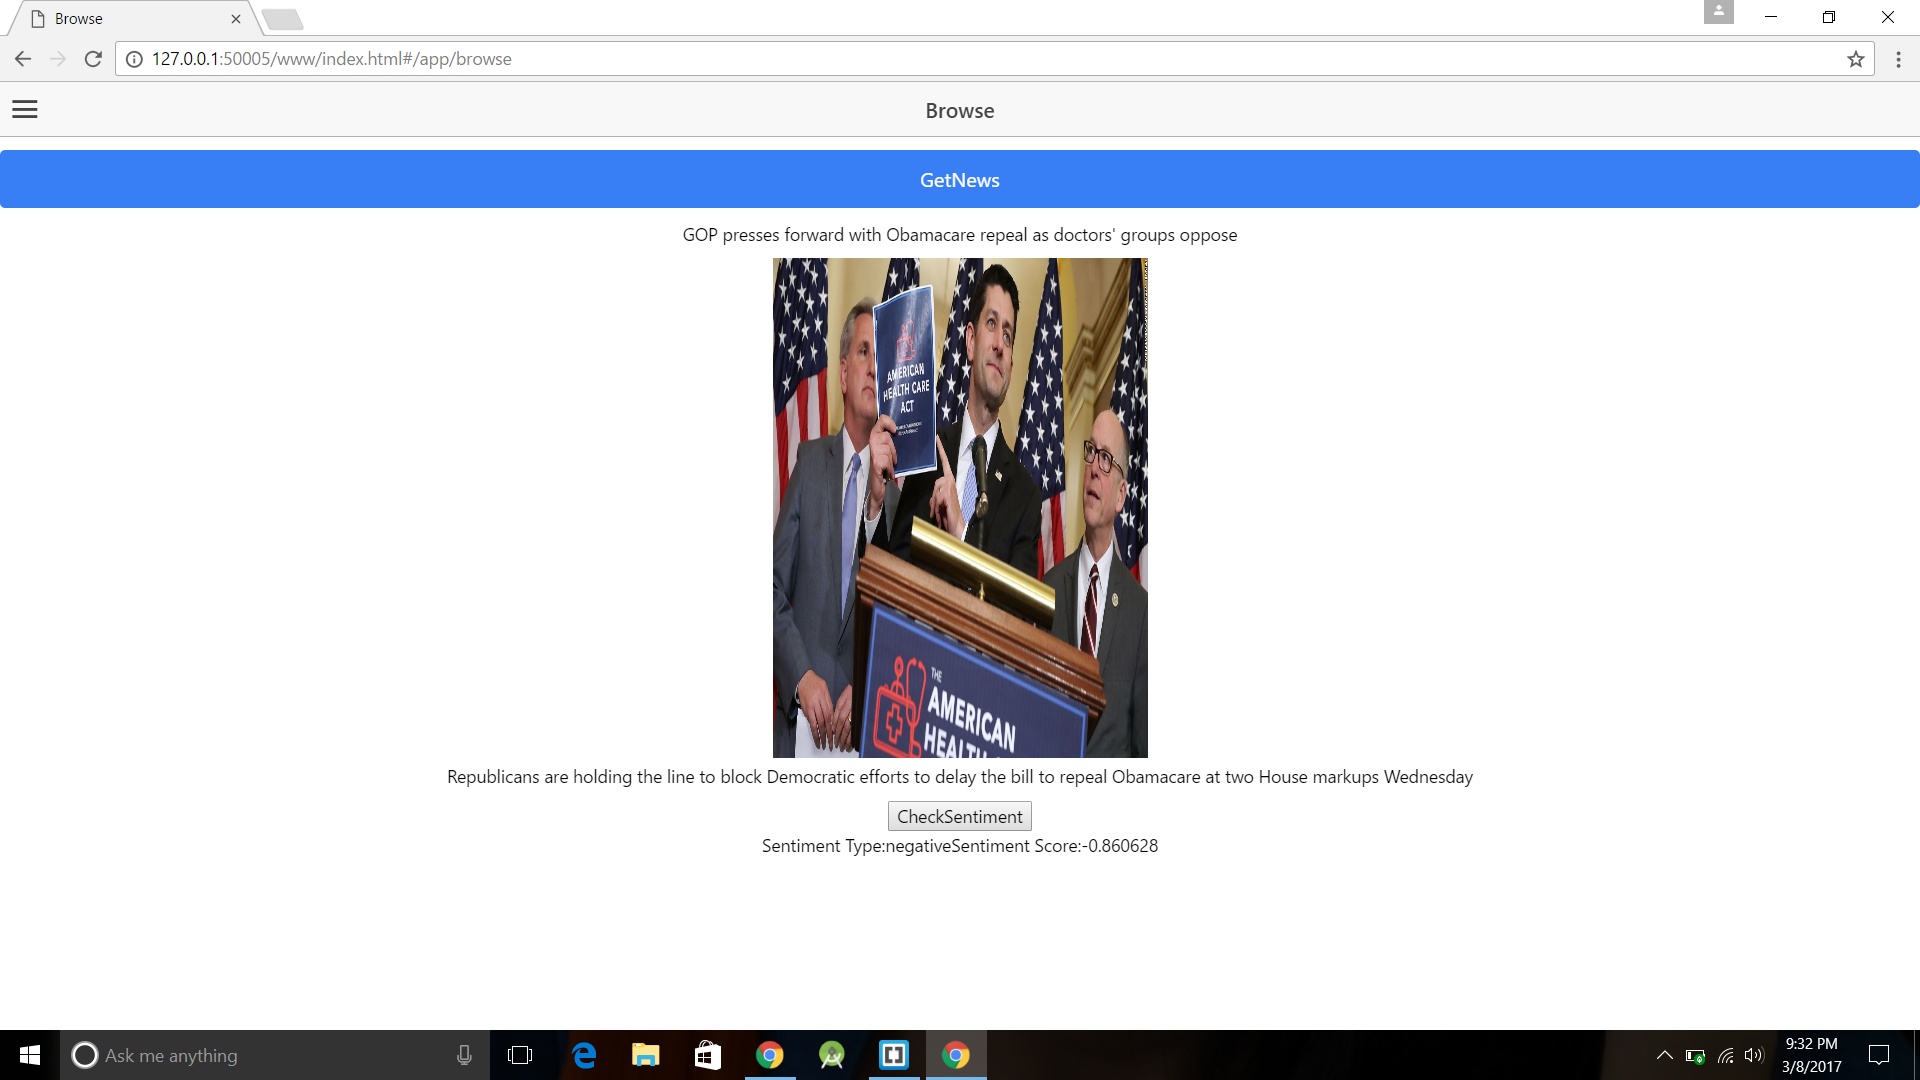 Browse
127.0.0.1:50005/www/index.html#/app/browse
Browse
GetNews
GOP presses forward with Obamacare repeal as doctors' groups oppose
AMERICAN
HEALTH CARE
ACT
THE
AMERICAN
Republicans are holding the line to block Democratic efforts to delay the bill to repeal Obamacare at two House markups Wednesday
CheckSentiment
Sentiment Type:negativeSentiment Score:-0.860628
Ask me anything
9:32 PM
3/8/2017